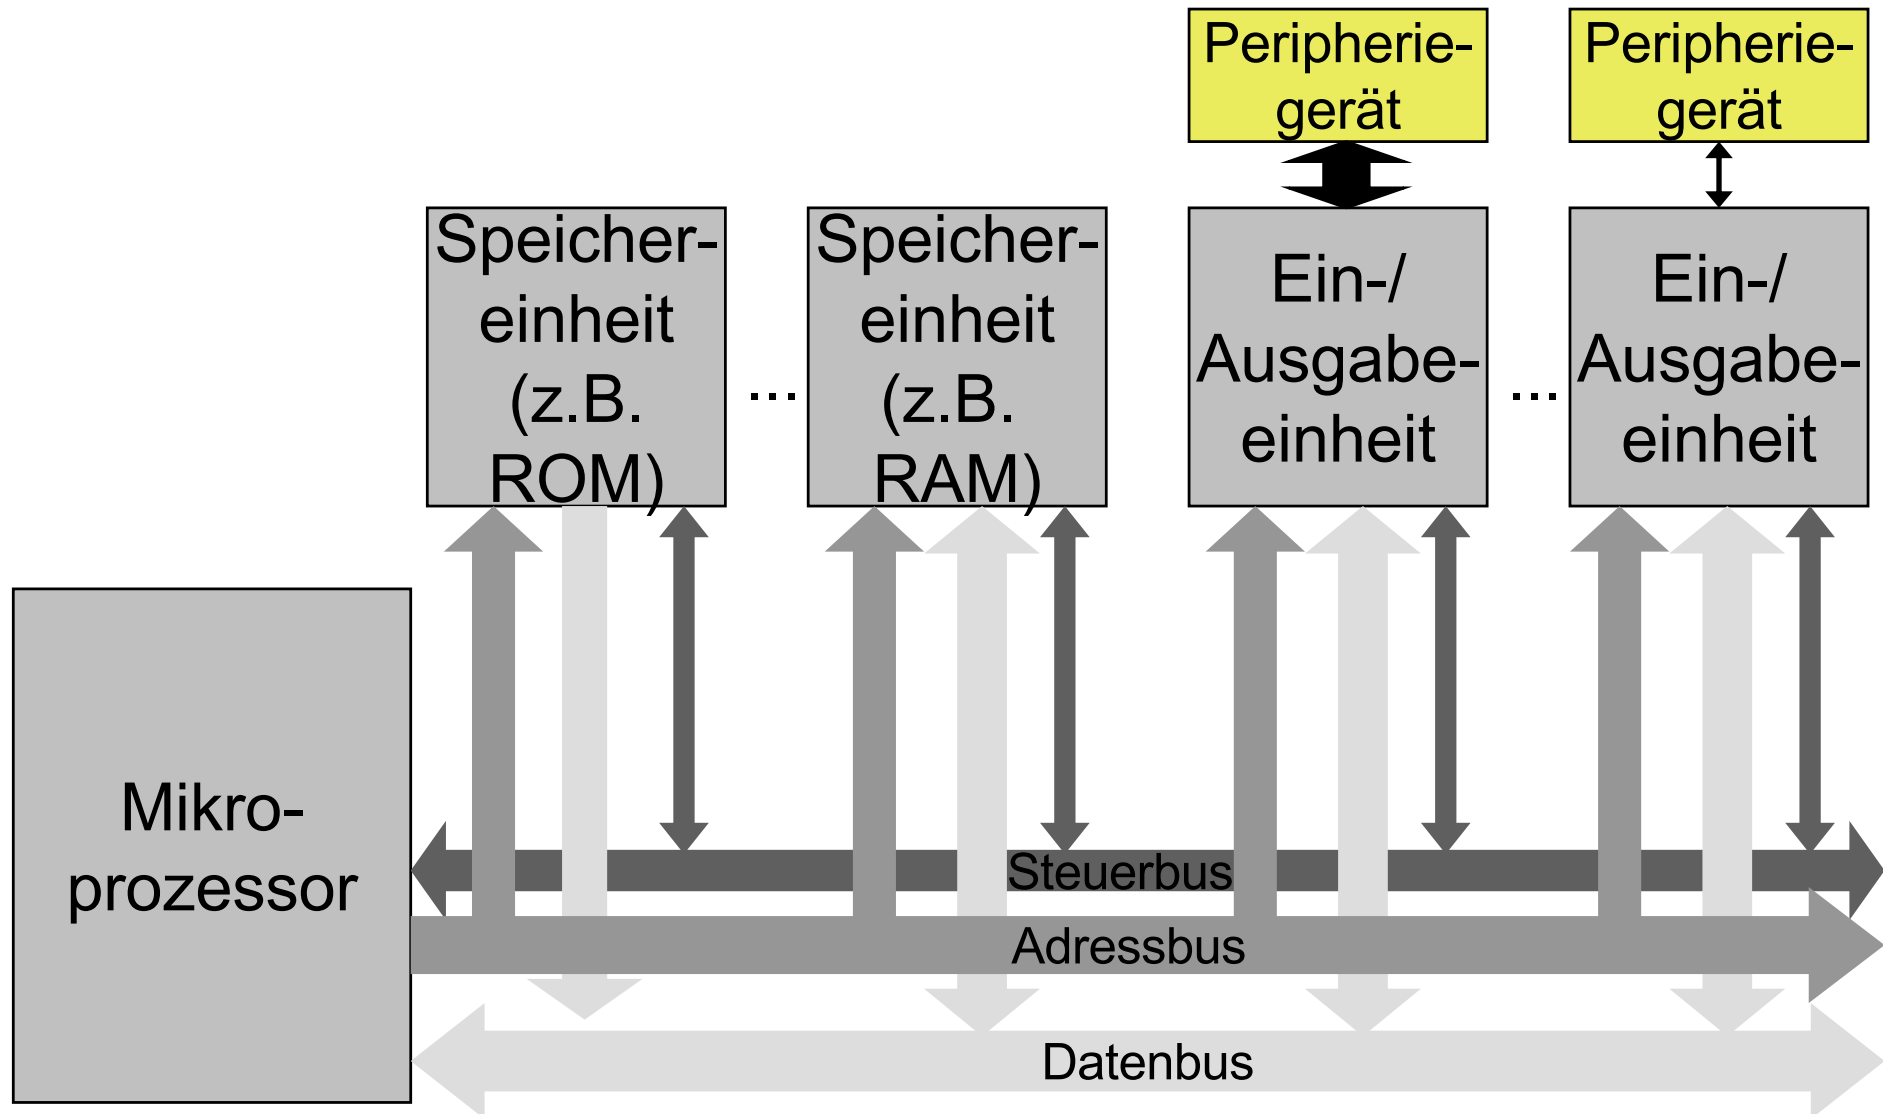 Peripherie-
gerät
Peripherie-
gerät
Speicher-
einheit
(z.B.
ROM)
...
Speicher-
einheit
(z.B.
RAM)
Ein-/
Ausgabe-
einheit
...
Ein-/
Ausgabe-
einheit
Mikro-
prozessor
Steuerbus
Adressbus
Datenbus